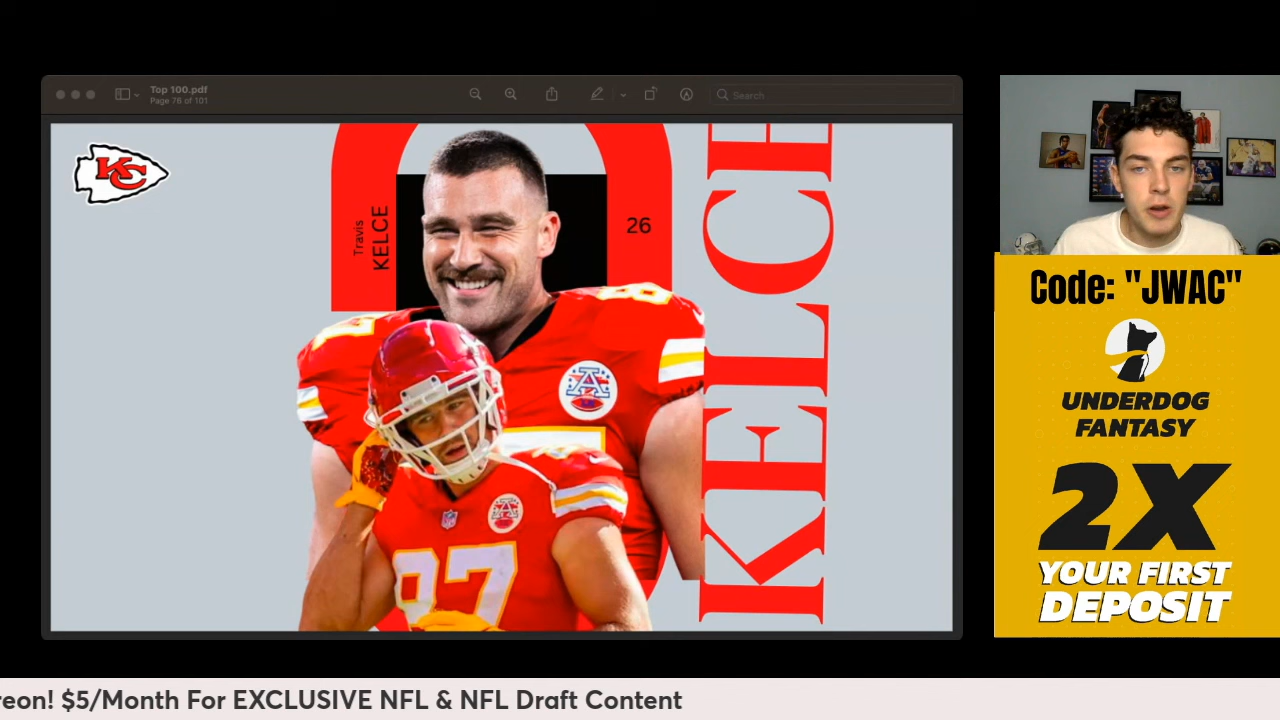 Top 100.pdf
Page 76 of 101
Search
KC
Travis
KELCE
26
KELCE
87
Code: "JWAC"
UNDERDOG
FANTASY
2X
YOUR FIRST
DEPOSIT
reon! $5/Month For EXCLUSIVE NFL & NFL Draft Content